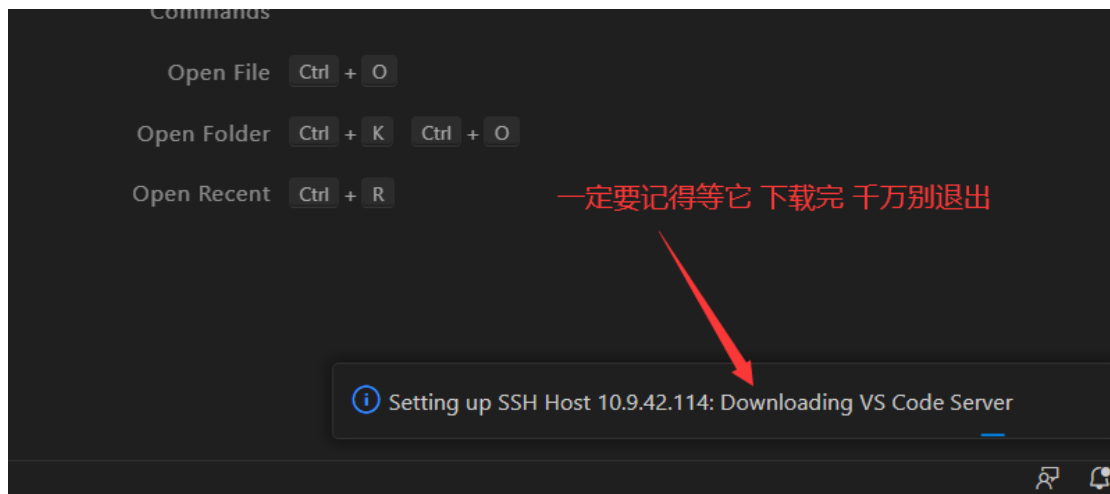 Commands
Open File Ctrl + O
Open Folder Ctrl + K Ctrl + O
Open Recent Ctrl + R
一定要记得等它 下载完 千万别退出
Setting up SSH Host 10.9.42.114: Downloading VS Code Server